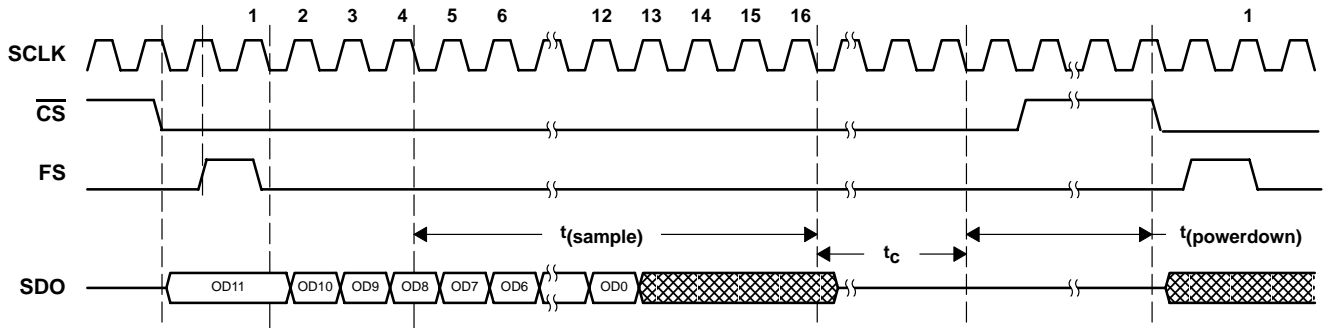 1 2 3 4 5 6 12 13 14 15 16 1
SCLK
CS
FS
t(sample) t(powerdown)
tc
SDO OD11 OD10 OD9 OD8 OD7 OD6 OD0